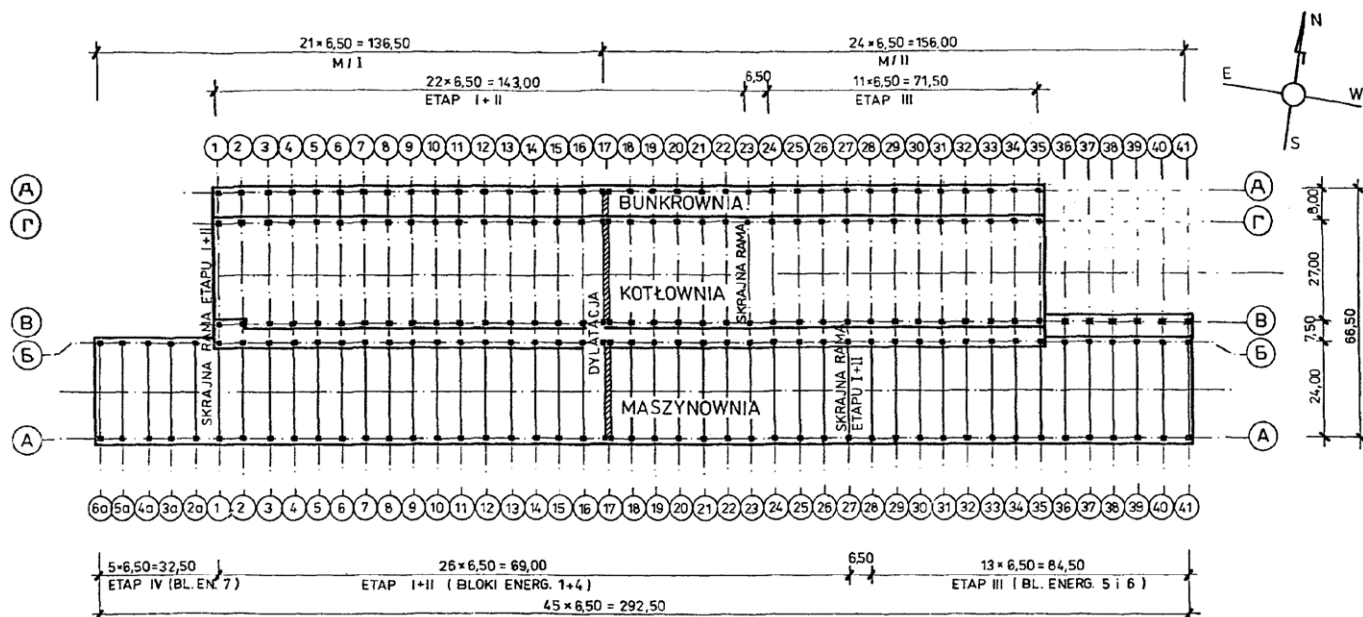 21×6,50=136,50
M/I
24×6,50=156,00
M/II
22×6,50=143,00
ETAP I+II
6,50
11×6,50=71,50
ETAP III
N
E
W
S
1 2 3 4 5 6 7 8 9 10 11 12 13 14 15 16 17 18 19 20 21 22 23 24 25 26 27 28 29 30 31 32 33 34 35 36 37 38 39 40 41
Д
Г
В
Б
А
BUNKROWNIA
KOTŁOWNIA
MASZYNOWNIA
SKRAJNA RAMA ETAPU I+II
DYLATACJA
SKRAJNA RAMA
SKRAJNA RAMA
ETAPU I+II
Д
Г
В
Б
А
8,00
27,00
7,50
24,00
66,50
6a 5a 4a 3a 2a 1 2 3 4 5 6 7 8 9 10 11 12 13 14 15 16 17 18 19 20 21 22 23 24 25 26 27 28 29 30 31 32 33 34 35 36 37 38 39 40 41
5×6,50=32,50
ETAP IV (BL. EN. 7)
26×6,50=69,00
ETAP I+II (BLOKI ENERG. 1÷4)
6,50
13×6,50=84,50
ETAP III (BL. ENERG. 5 i 6)
45×6,50=292,50